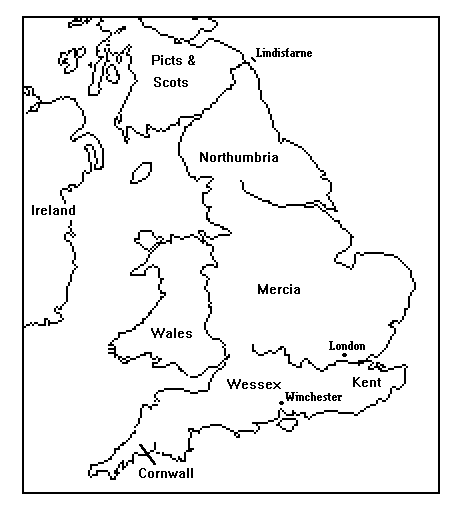 Lindisfarne
Picts &
Scots
Northumbria
Ireland
Mercia
Wales
London
Wessex
Kent
Winchester
Cornwall